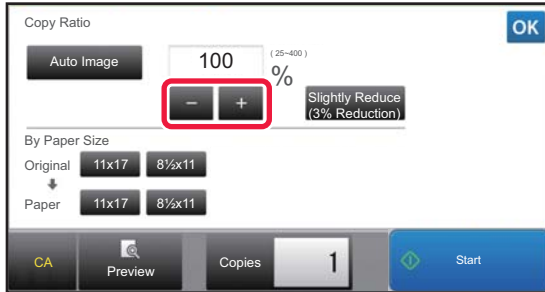 Copy Ratio
OK
Auto Image
100
( 25~400 )
%
− +
Slightly Reduce
(3% Reduction)
By Paper Size
Original 11x17 8½x11
Paper 11x17 8½x11
CA Preview Copies 1 Start